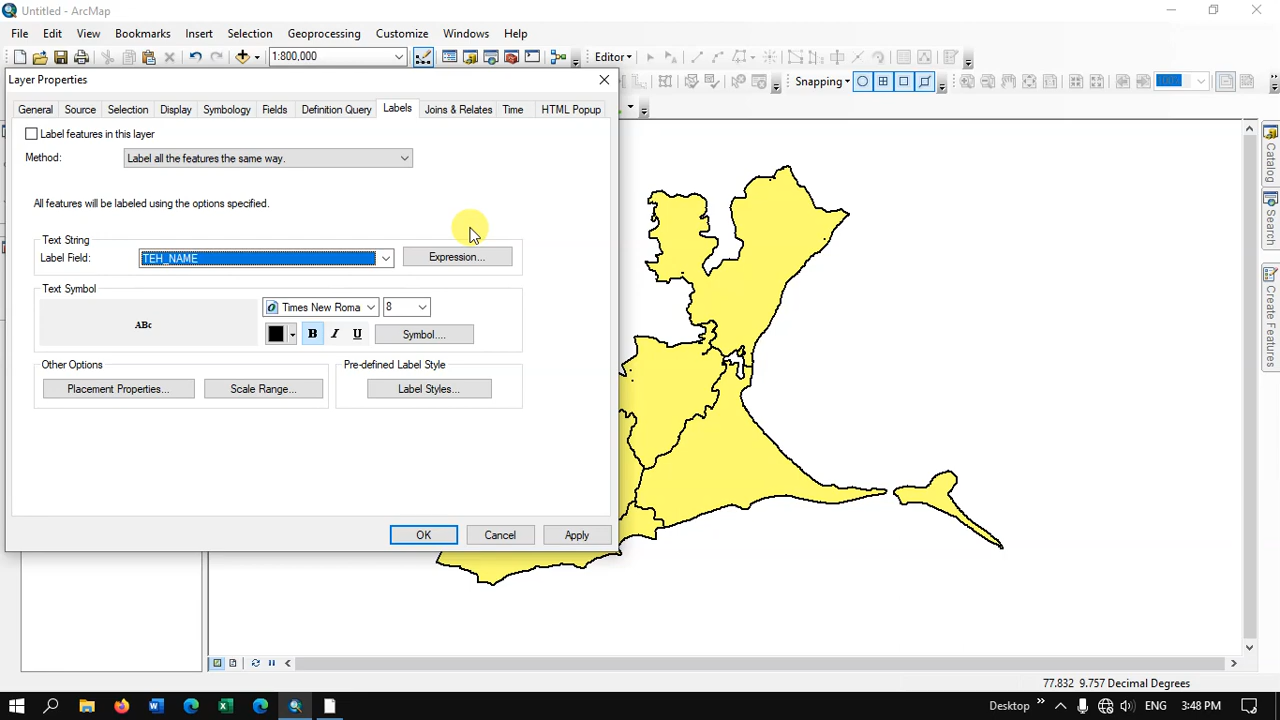 Untitled - ArcMap
File Edit View Bookmarks Insert Selection Geoprocessing Customize Windows Help
1:800,000 Editor
Layer Properties
Snapping
General Source Selection Display Symbology Fields Definition Query Labels Joins & Relates Time HTML Popup
Label features in this layer
Method: Label all the features the same way.
All features will be labeled using the options specified.
Text String
Label Field: TEH_NAME Expression...
Text Symbol
ABc Times New Roma 8
B I U Symbol....
Other Options Pre-defined Label Style
Placement Properties... Scale Range... Label Styles...
OK Cancel Apply
Catalog
Search
Create Features
77.832 9.757 Decimal Degrees
Desktop ENG 3:48 PM